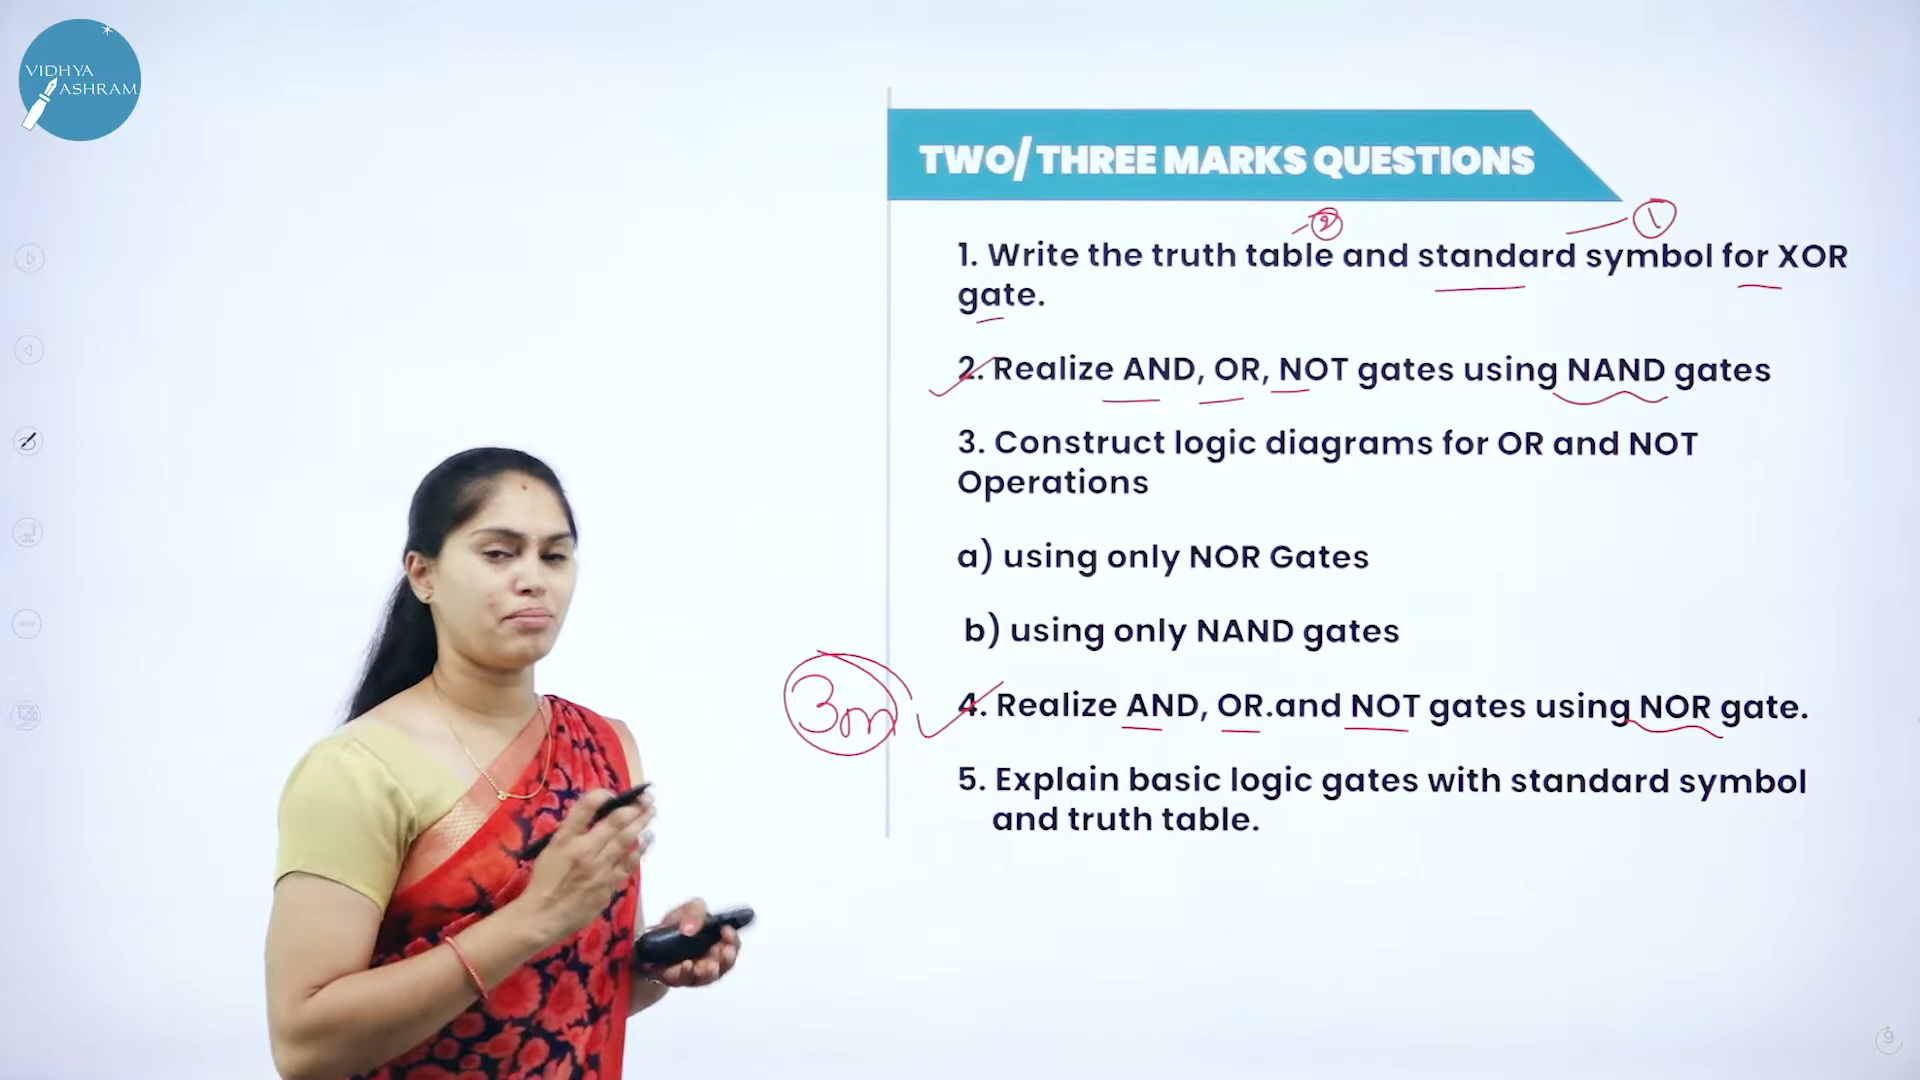 VIDHYA
ASHRAM
TWO/THREE MARKS QUESTIONS
2
1
1. Write the truth table and standard symbol for XOR
gate.
2. Realize AND, OR, NOT gates using NAND gates
3. Construct logic diagrams for OR and NOT
Operations
a) using only NOR Gates
b) using only NAND gates
3m
4. Realize AND, OR.and NOT gates using NOR gate.
5. Explain basic logic gates with standard symbol
and truth table.
9